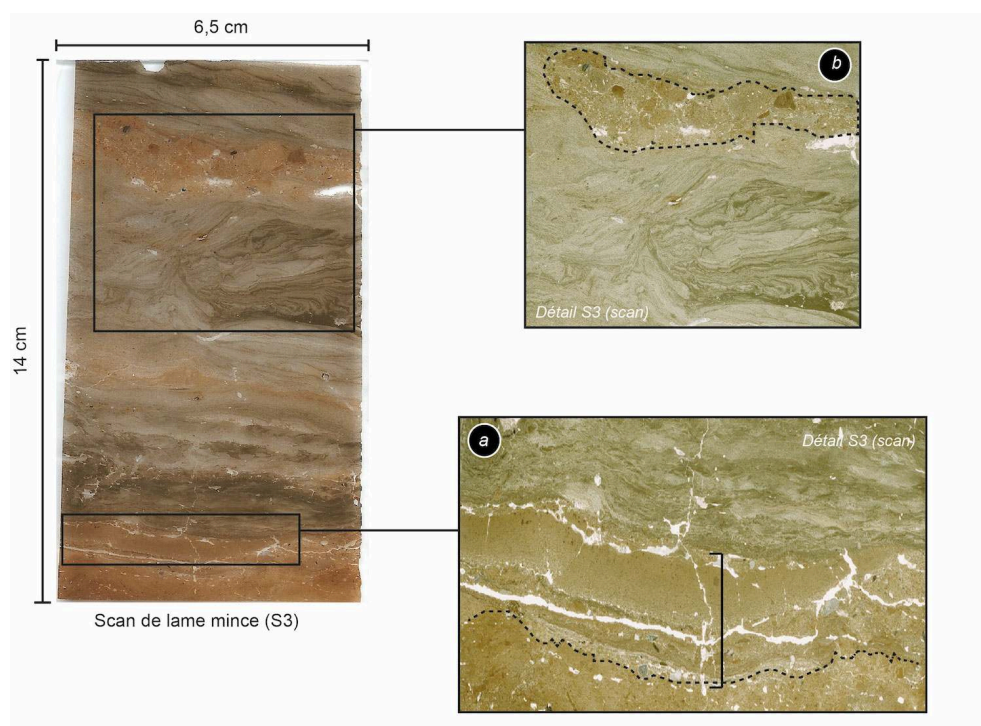 6,5 cm
14 cm
b
Détail S3 (scan)
a
Détail S3 (scan)
Scan de lame mince (S3)